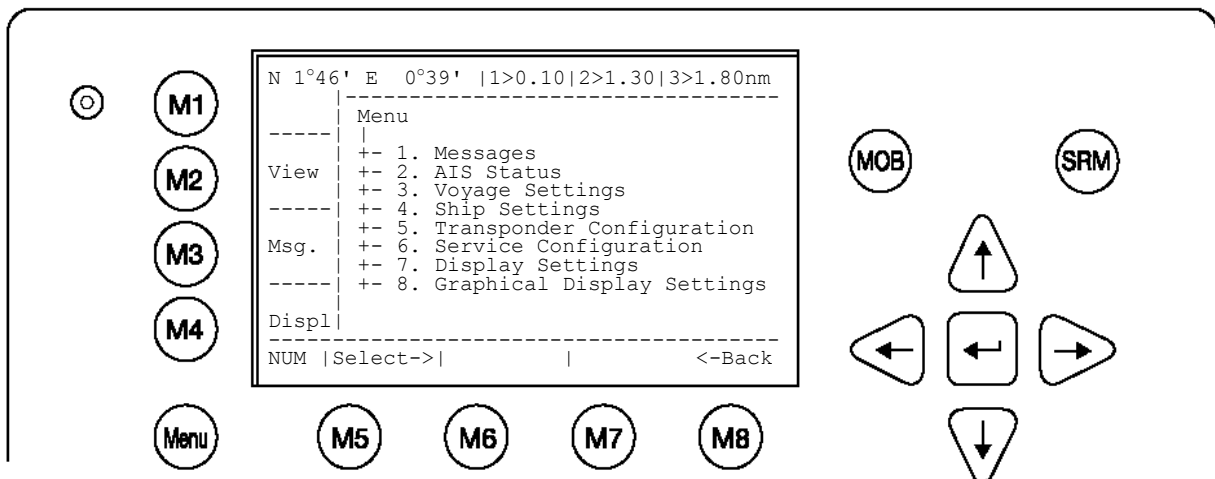 N 1°46' E 0°39' |1>0.10|2>1.30|3>1.80nm
M1
Menu
+- 1. Messages
MOB
SRM
M2
View
+- 2. AIS Status
+- 3. Voyage Settings
+- 4. Ship Settings
+- 5. Transponder Configuration
M3
Msg.
+- 6. Service Configuration
+- 7. Display Settings
+- 8. Graphical Display Settings
M4
Displ
NUM |Select->| | <-Back
Menu
M5
M6
M7
M8